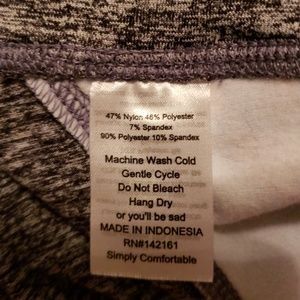 47% Nylon 46% Polyester
7% Spandex
90% Polyester 10% Spandex
Machine Wash Cold
Gentle Cycle
Do Not Bleach
Hang Dry
or you'll be sad
MADE IN INDONESIA
RN#142161
Simply Comfortable